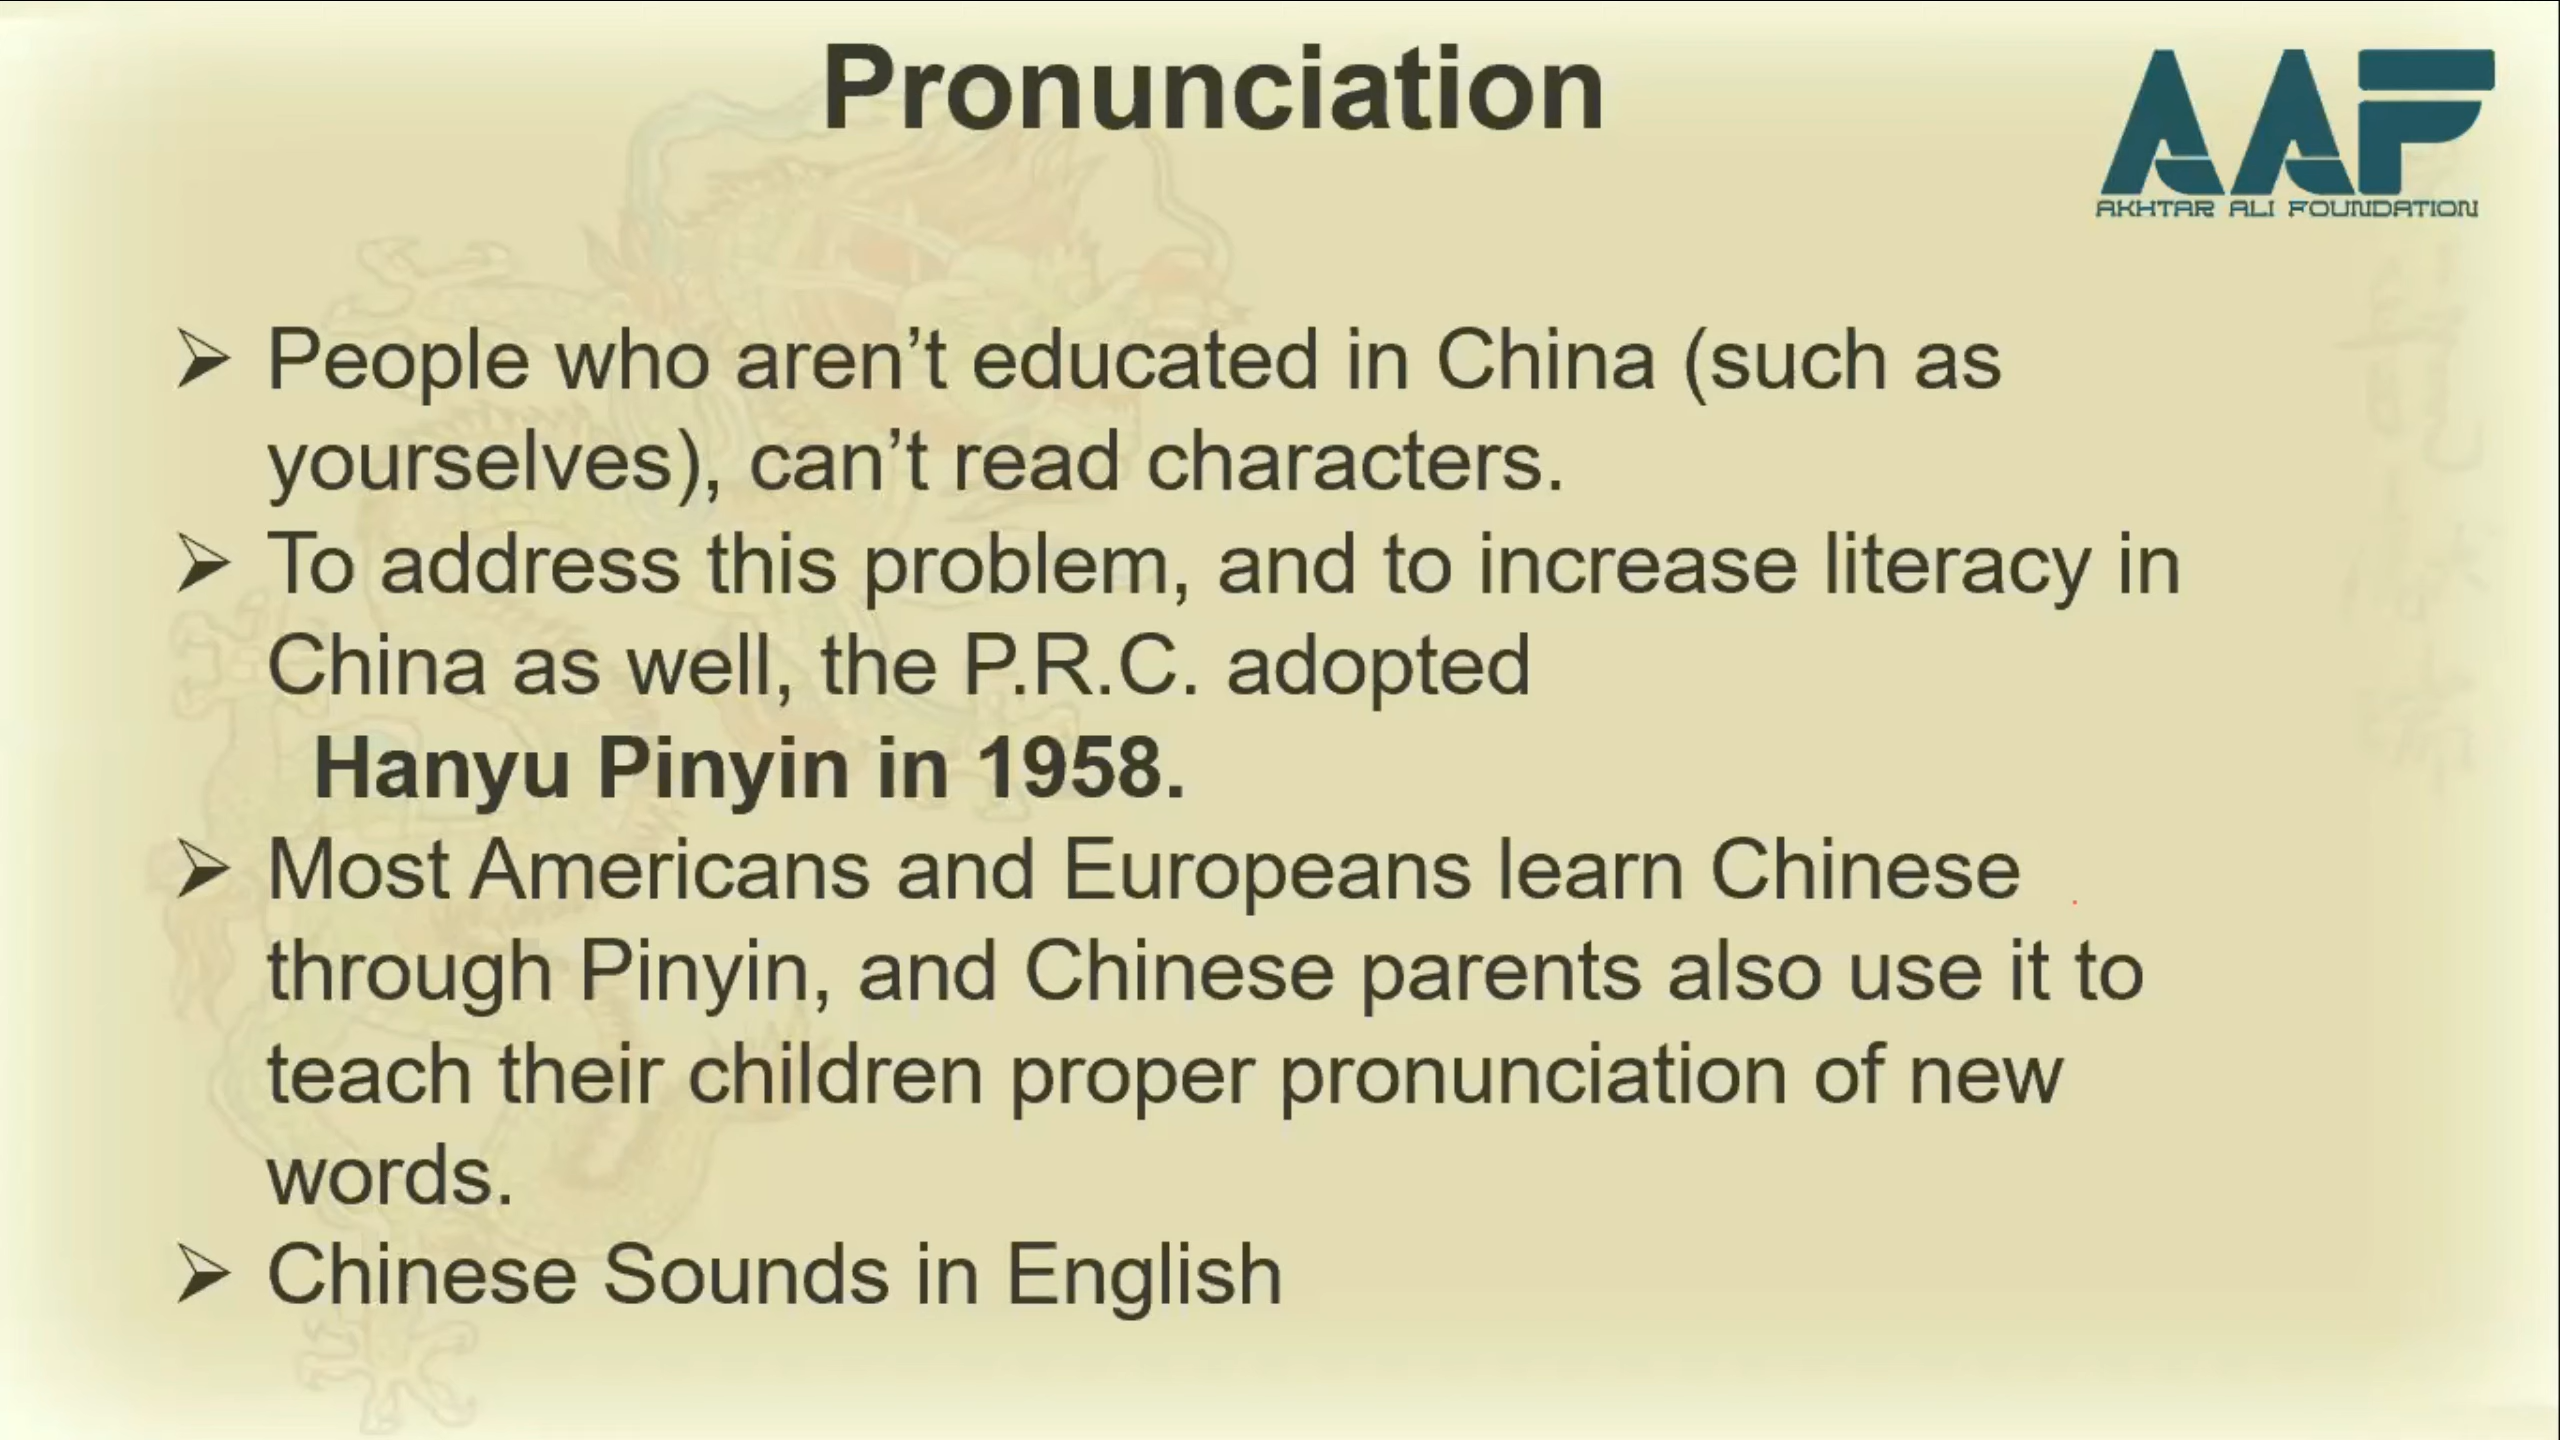 Pronunciation
AAF
AKHTAR ALI FOUNDATION
➢ People who aren’t educated in China (such as
yourselves), can’t read characters.
➢ To address this problem, and to increase literacy in
China as well, the P.R.C. adopted
Hanyu Pinyin in 1958.
➢ Most Americans and Europeans learn Chinese
through Pinyin, and Chinese parents also use it to
teach their children proper pronunciation of new
words.
➢ Chinese Sounds in English